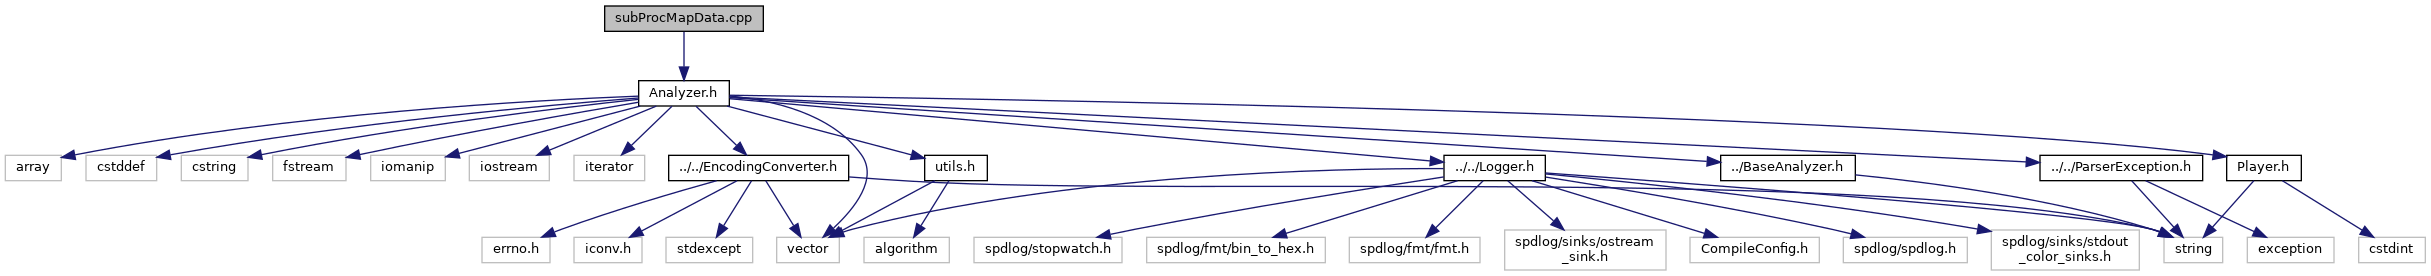 subProcMapData.cpp
Analyzer.h
array
cstddef
cstring
fstream
iomanip
iostream
iterator
../../EncodingConverter.h
utils.h
../../Logger.h
../BaseAnalyzer.h
../../ParserException.h
Player.h
errno.h
iconv.h
stdexcept
vector
algorithm
spdlog/stopwatch.h
spdlog/fmt/bin_to_hex.h
spdlog/fmt/fmt.h
spdlog/sinks/ostream
_sink.h
CompileConfig.h
spdlog/spdlog.h
spdlog/sinks/stdout
_color_sinks.h
string
exception
cstdint